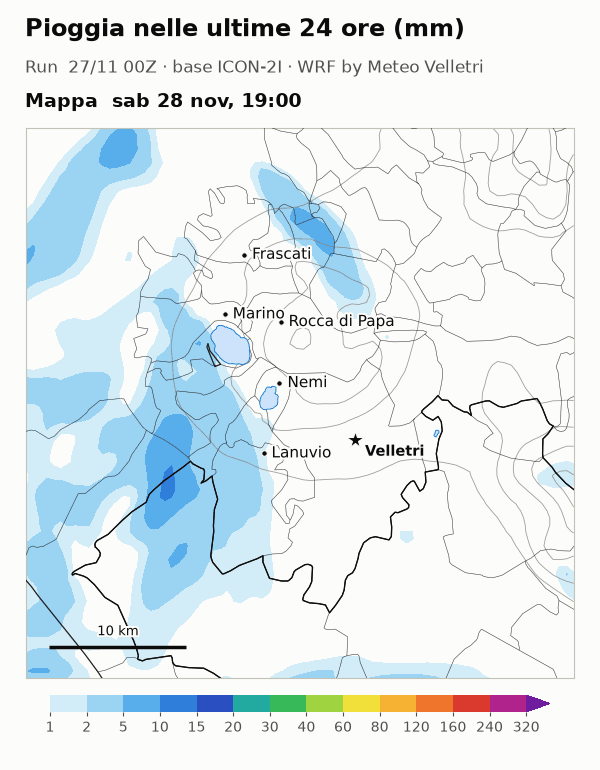 Pioggia nelle ultime 24 ore (mm)
Run  27/11 00Z · base ICON-2I · WRF by Meteo Velletri
Mappa  sab 28 nov, 19:00
Frascati
Marino
Rocca di Papa
Nemi
Velletri
Lanuvio
10 km
1 2 5 10 15 20 30 40 60 80 120 160 240 320